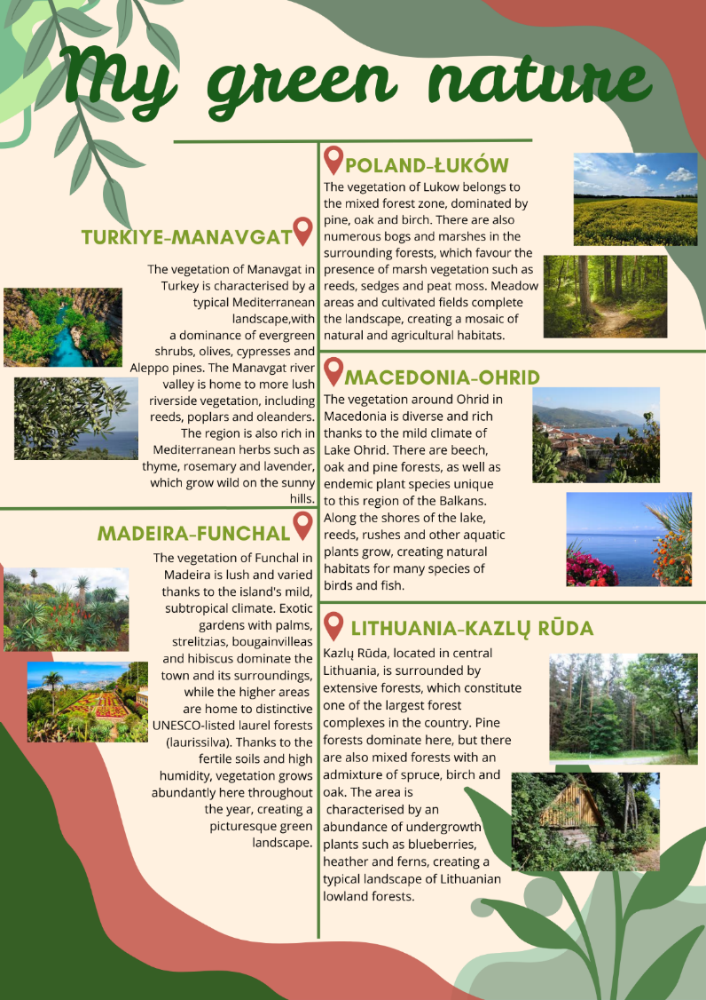 My green nature
POLAND-ŁUKÓW
The vegetation of Lukow belongs to
the mixed forest zone, dominated by
pine, oak and birch. There are also
numerous bogs and marshes in the
surrounding forests, which favour the
presence of marsh vegetation such as
reeds, sedges and peat moss. Meadow
areas and cultivated fields complete
the landscape, creating a mosaic of
natural and agricultural habitats.
TURKIYE-MANAVGAT
The vegetation of Manavgat in
Turkey is characterised by a
typical Mediterranean
landscape,with
a dominance of evergreen
shrubs, olives, cypresses and
Aleppo pines. The Manavgat river
valley is home to more lush
riverside vegetation, including
reeds, poplars and oleanders.
The region is also rich in
Mediterranean herbs such as
thyme, rosemary and lavender,
which grow wild on the sunny
hills.
MACEDONIA-OHRID
The vegetation around Ohrid in
Macedonia is diverse and rich
thanks to the mild climate of
Lake Ohrid. There are beech,
oak and pine forests, as well as
endemic plant species unique
to this region of the Balkans.
Along the shores of the lake,
reeds, rushes and other aquatic
plants grow, creating natural
habitats for many species of
birds and fish.
MADEIRA-FUNCHAL
The vegetation of Funchal in
Madeira is lush and varied
thanks to the island's mild,
subtropical climate. Exotic
gardens with palms,
strelitzias, bougainvilleas
and hibiscus dominate the
town and its surroundings,
while the higher areas
are home to distinctive
UNESCO-listed laurel forests
(laurissilva). Thanks to the
fertile soils and high
humidity, vegetation grows
abundantly here throughout
the year, creating a
picturesque green
landscape.
LITHUANIA-KAZLŲ RŪDA
Kazlų Rūda, located in central
Lithuania, is surrounded by
extensive forests, which constitute
one of the largest forest
complexes in the country. Pine
forests dominate here, but there
are also mixed forests with an
admixture of spruce, birch and
oak. The area is
characterised by an
abundance of undergrowth
plants such as blueberries,
heather and ferns, creating a
typical landscape of Lithuanian
lowland forests.